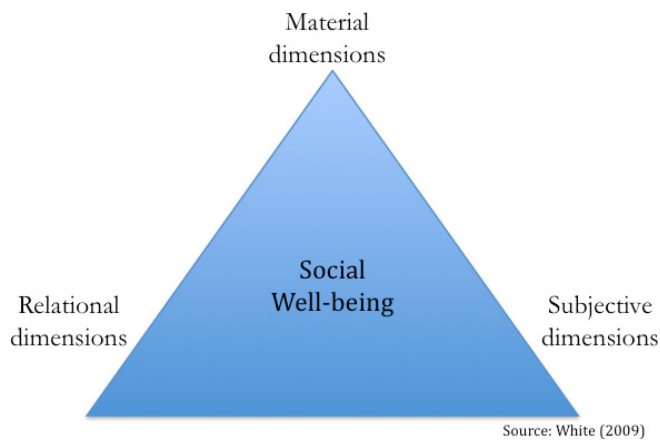 Material
dimensions
Social
Well-being
Relational
dimensions
Subjective
dimensions
Source: White (2009)